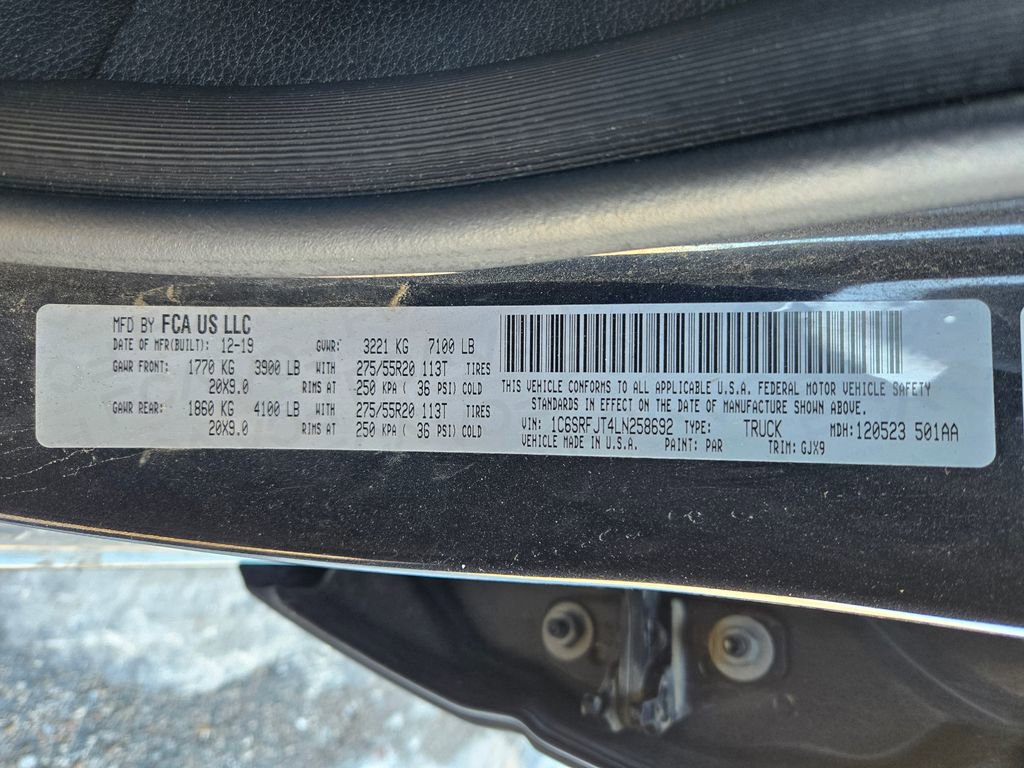 MFD BY FCA US LLC
DATE OF MFR(BUILT): 12-19 GVWR: 3221 KG 7100 LB
GAWR FRONT: 1770 KG 3900 LB WITH 275/55R20 113T TIRES
20X9.0 RIMS AT 250 KPA ( 36 PSI) COLD
GAWR REAR: 1860 KG 4100 LB WITH 275/55R20 113T TIRES
20X9.0 RIMS AT 250 KPA ( 36 PSI) COLD
THIS VEHICLE CONFORMS TO ALL APPLICABLE U.S.A. FEDERAL MOTOR VEHICLE SAFETY
STANDARDS IN EFFECT ON THE DATE OF MANUFACTURE SHOWN ABOVE.
VIN: 1C6SRFJT4LN258692 TYPE: TRUCK MDH:120523 501AA
VEHICLE MADE IN U.S.A. PAINT: PAR TRIM: GJX9